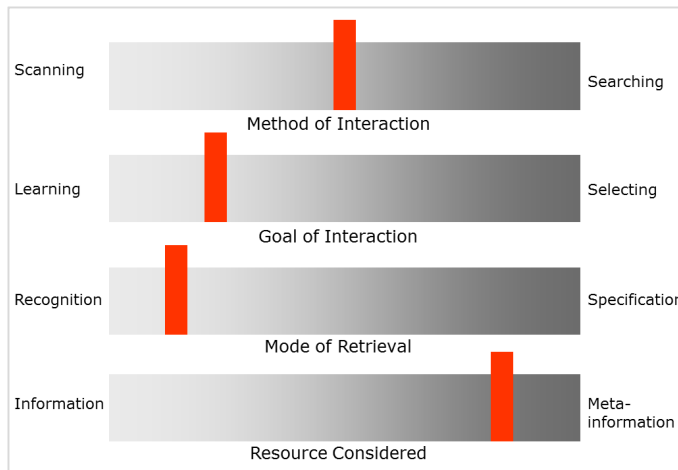 Scanning
Searching
Method of Interaction
Learning
Selecting
Goal of Interaction
Recognition
Specification
Mode of Retrieval
Information
Meta-
information
Resource Considered